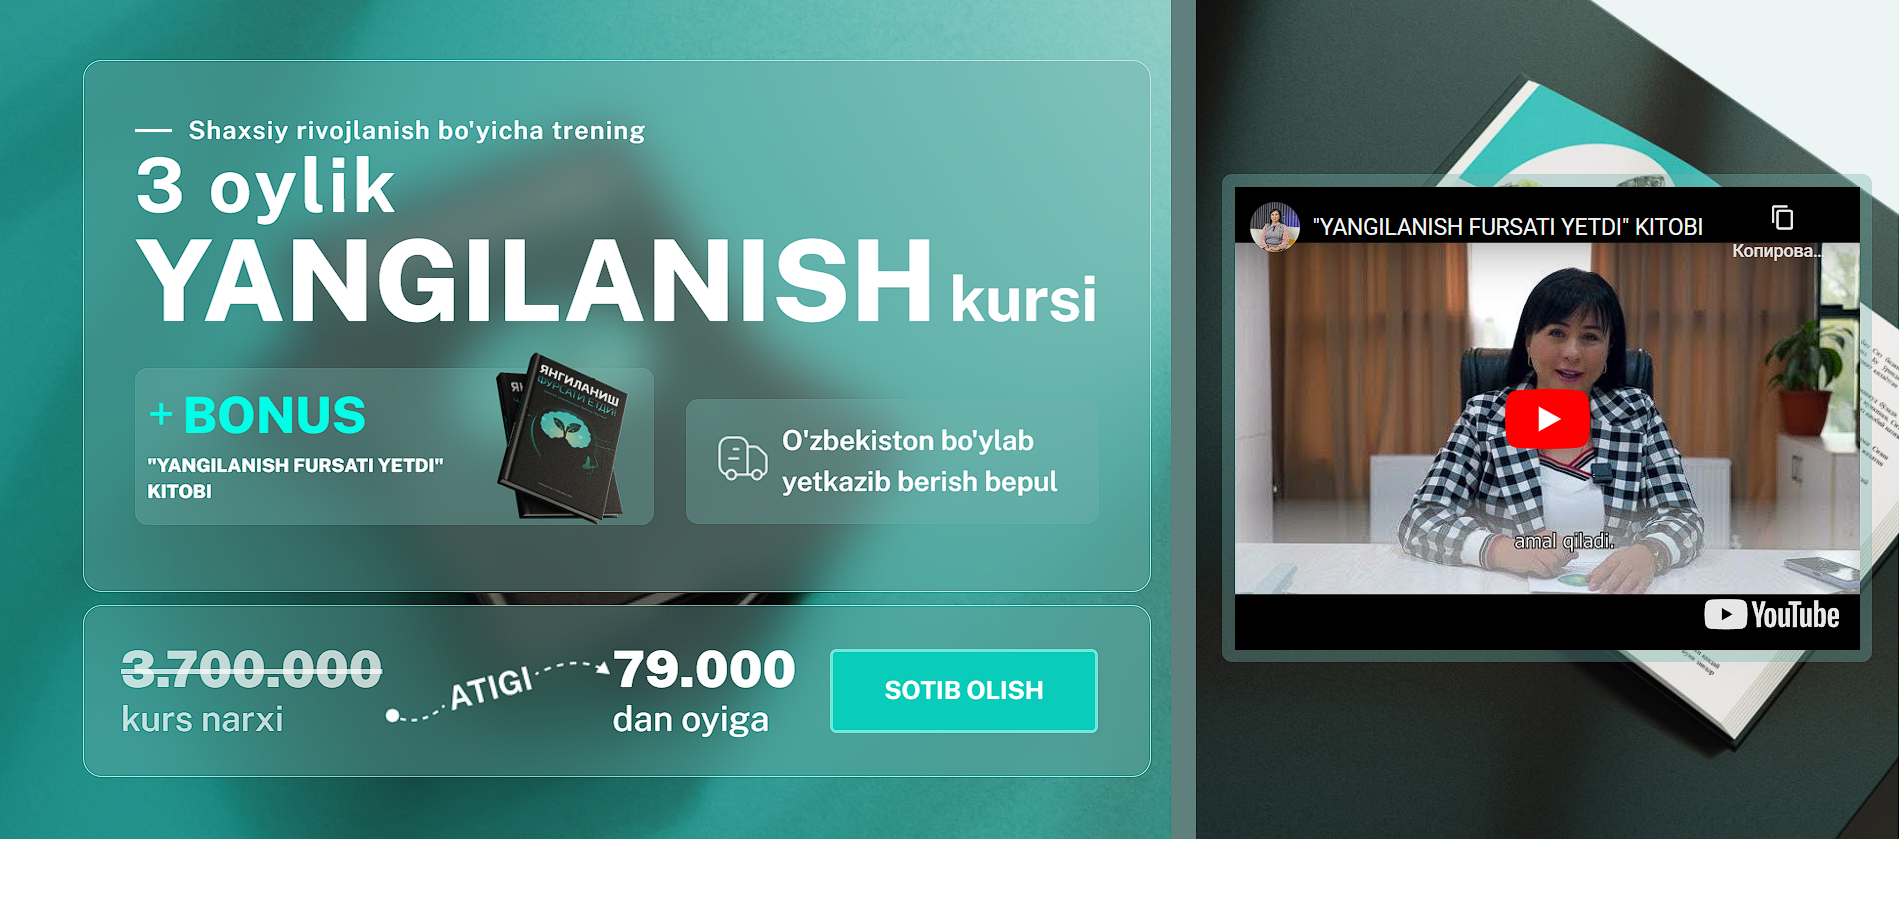 Shaxsiy rivojlanish bo'yicha trening
3 oylik
YANGILANISH kursi
+ BONUS
"YANGILANISH FURSATI YETDI"
KITOBI
ЯНГИЛАНИШ
ФУРСАТИ ЕТДИ!
O'zbekiston bo'ylab
yetkazib berish bepul
3.700.000
kurs narxi
ATIGI
79.000
dan oyiga
SOTIB OLISH
"YANGILANISH FURSATI YETDI" KITOBI
Копирова...
amal qiladi.
YouTube